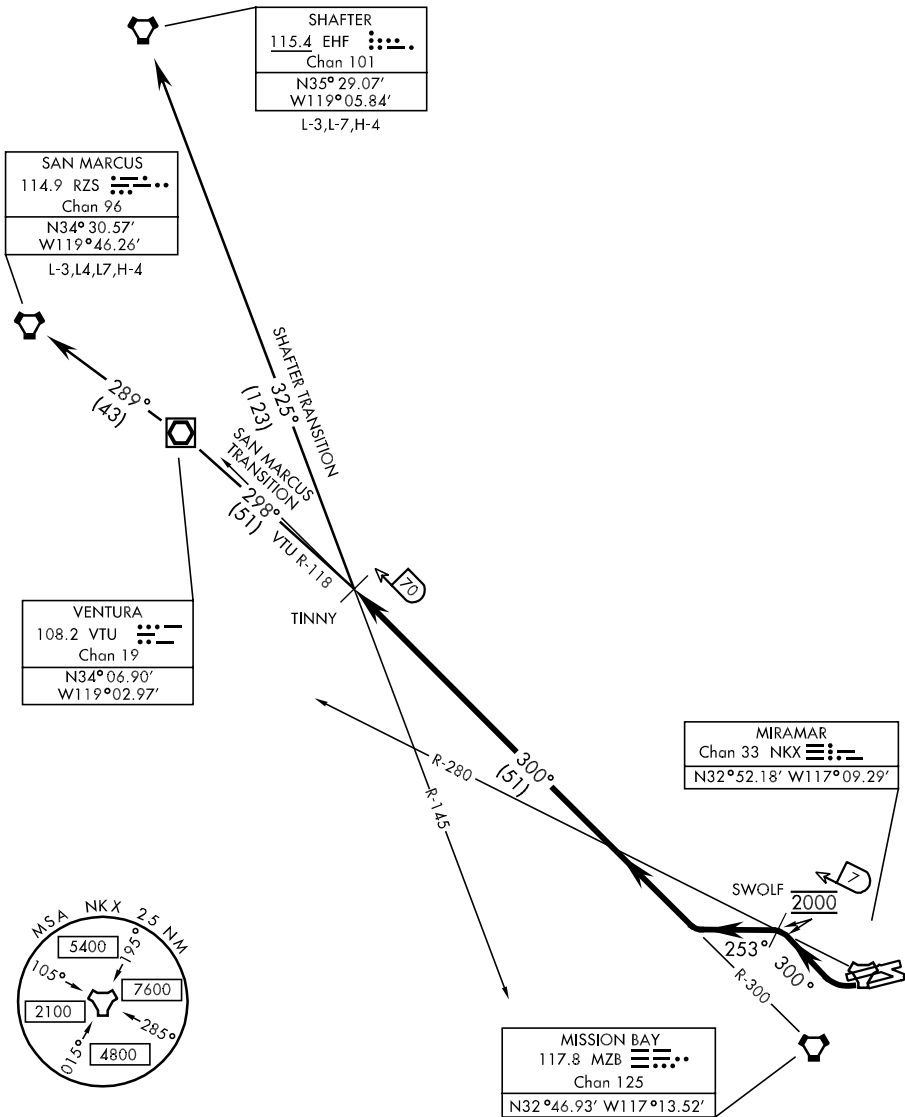 SHAFTER
115.4 EHF
Chan 101
N35° 29.07′
W119° 05.84′
L-3,L-7,H-4
SAN MARCUS
114.9 RZS
Chan 96
N34° 30.57′
W119° 46.26′
L-3,L4,L7,H-4
SHAFTER TRANSITION
325°
(123)
289°
(43)
SAN MARCUS
TRANSITION
298°
(51)
VTU R-118
70
TINNY
VENTURA
108.2 VTU
Chan 19
N34° 06.90′
W119° 02.97′
MIRAMAR
Chan 33 NKX
N32° 52.18′ W117° 09.29′
R-280
300°
(51)
R-145
SWOLF
2000
7
253°
300°
R-300
MSA NKX 25 NM
5400
195°
105°
7600
2100
285°
015°
4800
MISSION BAY
117.8 MZB
Chan 125
N32° 46.93′ W117° 13.52′